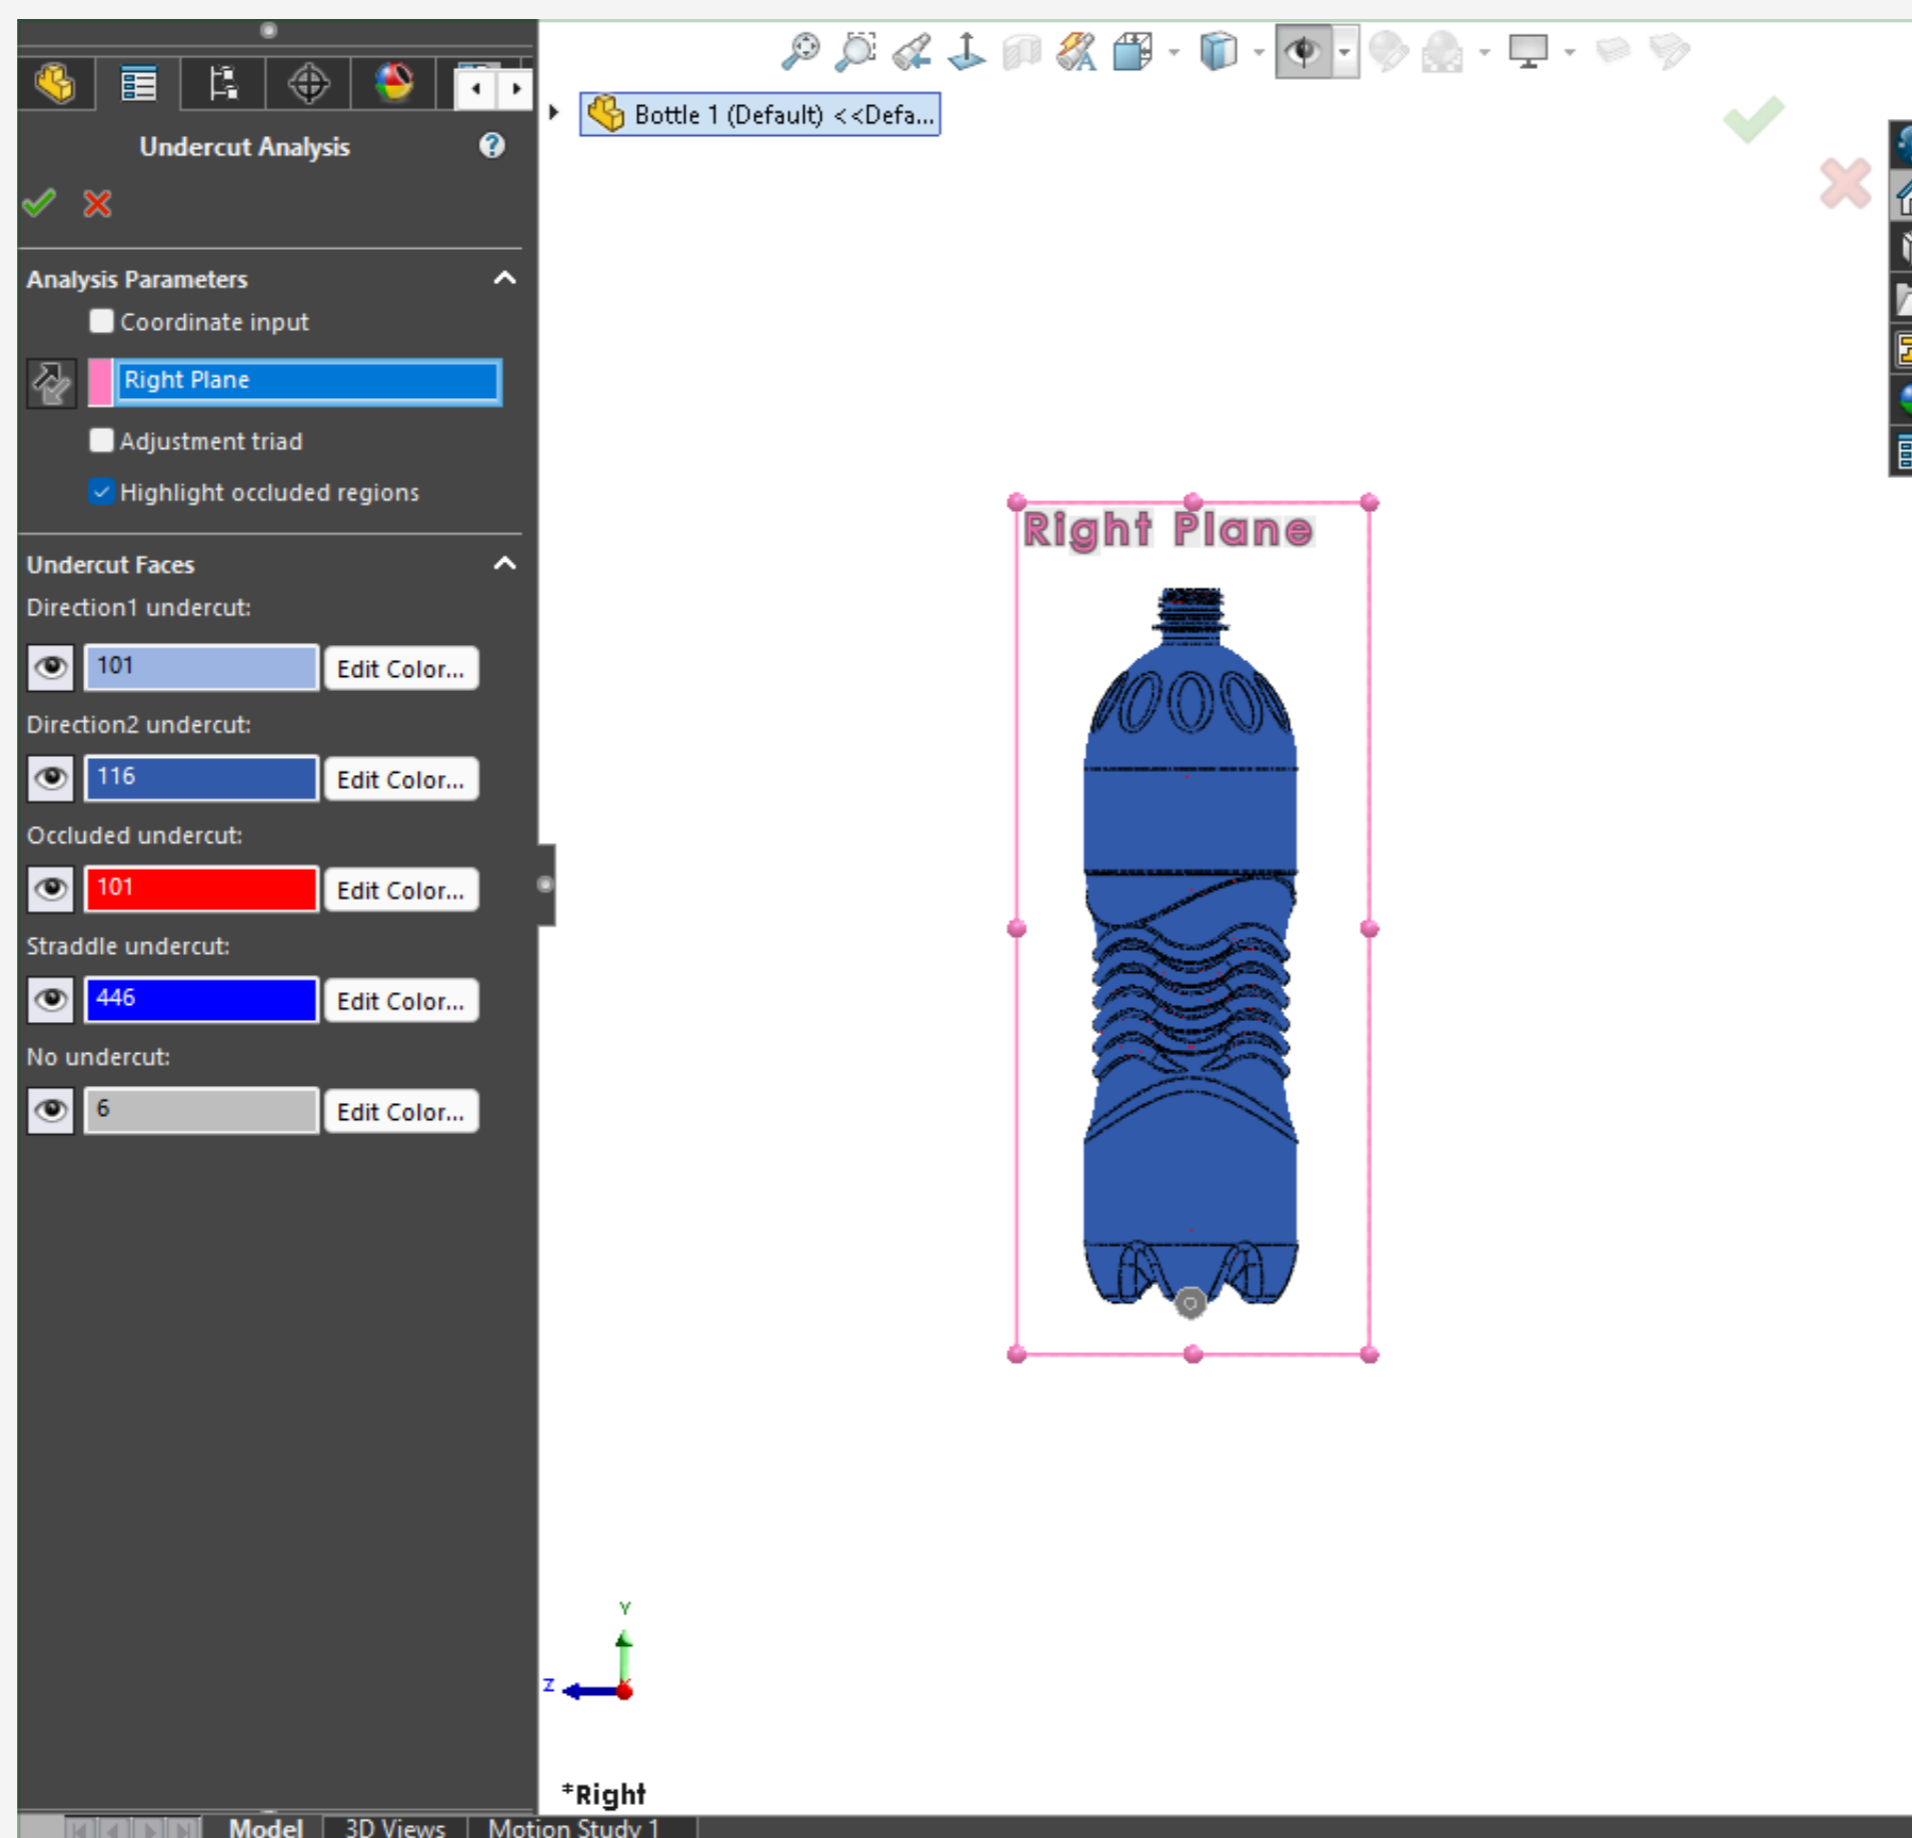 Undercut Analysis
Bottle 1 (Default) <<Defa...
Analysis Parameters
Coordinate input
Right Plane
Adjustment triad
Highlight occluded regions
Undercut Faces
Direction1 undercut:
101
Edit Color...
Direction2 undercut:
116
Edit Color...
Occluded undercut:
101
Edit Color...
Straddle undercut:
446
Edit Color...
No undercut:
6
Edit Color...
Right Plane
Y
Z
*Right
Model
3D Views
Motion Study 1